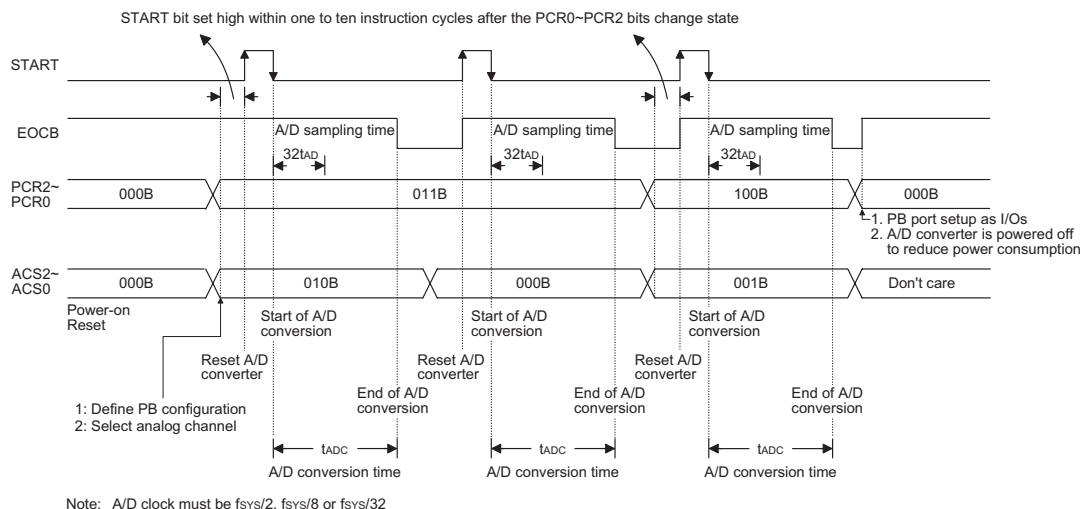 START bit set high within one to ten instruction cycles after the PCR0~PCR2 bits change state
START
EOCB
A/D sampling time
A/D sampling time
A/D sampling time
32tAD
32tAD
32tAD
PCR2~
PCR0
000B
011B
100B
000B
1. PB port setup as I/Os
2. A/D converter is powered off
to reduce power consumption
ACS2~
ACS0
000B
010B
000B
001B
Don't care
Power-on
Reset
Start of A/D
conversion
Start of A/D
conversion
Start of A/D
conversion
Reset A/D
converter
Reset A/D
converter
Reset A/D
converter
1: Define PB configuration
2: Select analog channel
End of A/D
conversion
End of A/D
conversion
End of A/D
conversion
tADC
A/D conversion time
tADC
A/D conversion time
tADC
A/D conversion time
Note: A/D clock must be fSYS/2, fSYS/8 or fSYS/32